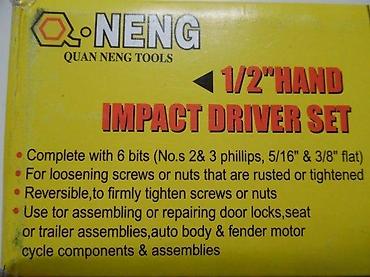 Q·NENG
QUAN NENG TOOLS
1/2"HAND
IMPACT DRIVER SET
• Complete with 6 bits (No.s 2& 3 phillips, 5/16" & 3/8" flat)
• For loosening screws or nuts that are rusted or tightened
• Reversible,to firmly tighten screws or nuts
• Use tor assembling or repairing door locks,seat
or trailer assemblies,auto body & fender motor
cycle components & assemblies